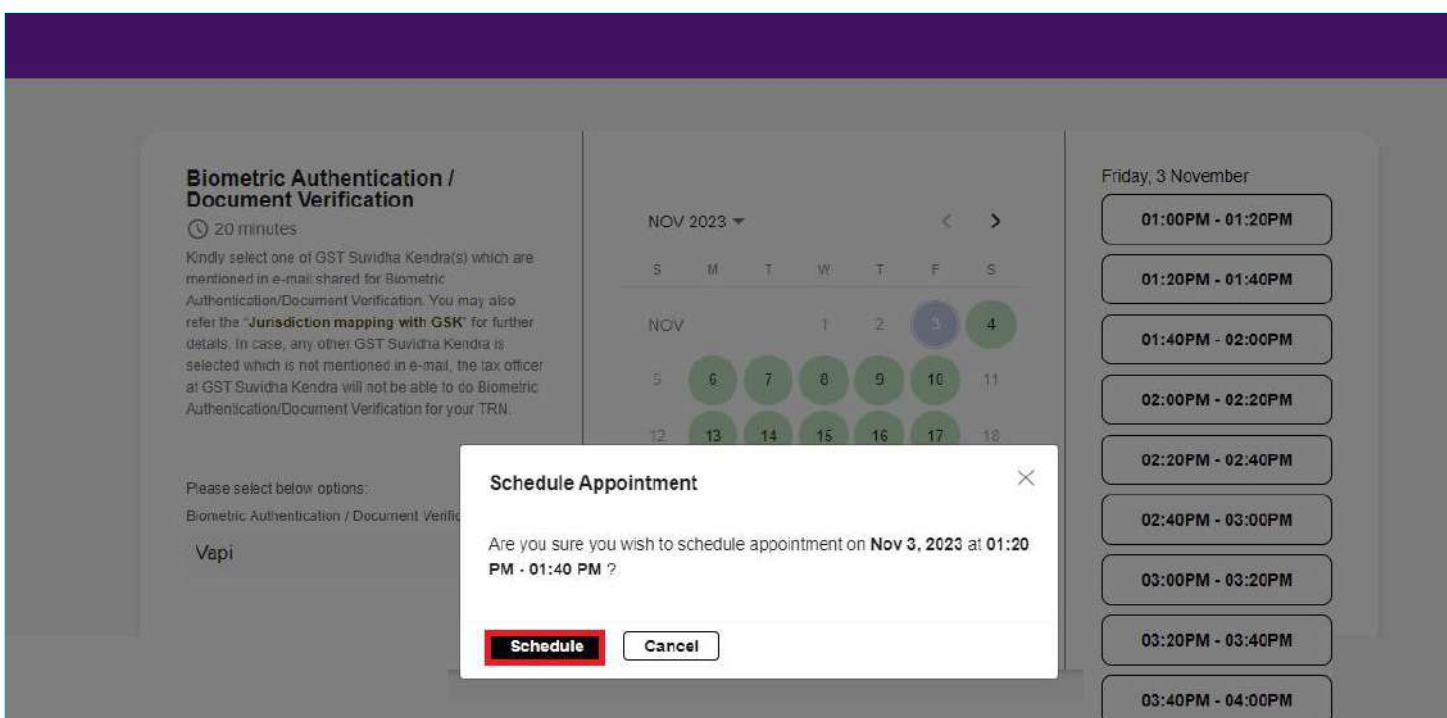 Biometric Authentication /
Document Verification
20 minutes
Kindly select one of GST Suvidha Kendra(s) which are
mentioned in e-mail shared for Biometric
Authentication/Document Verification. You may also
refer the "Jurisdiction mapping with GSK" for further
details. In case, any other GST Suvidha Kendra is
selected which is not mentioned in e-mail, the tax officer
at GST Suvidha Kendra will not be able to do Biometric
Authentication/Document Verification for your TRN.
Please select below options:
Biometric Authentication / Document Verific
Vapi
NOV 2023
S M T W T F S
NOV 1 2 3 4
5 6 7 8 9 10 11
12 13 14 15 16 17 18
Schedule Appointment
Are you sure you wish to schedule appointment on Nov 3, 2023 at 01:20
PM - 01:40 PM ?
Schedule Cancel
Friday, 3 November
01:00PM - 01:20PM
01:20PM - 01:40PM
01:40PM - 02:00PM
02:00PM - 02:20PM
02:20PM - 02:40PM
02:40PM - 03:00PM
03:00PM - 03:20PM
03:20PM - 03:40PM
03:40PM - 04:00PM